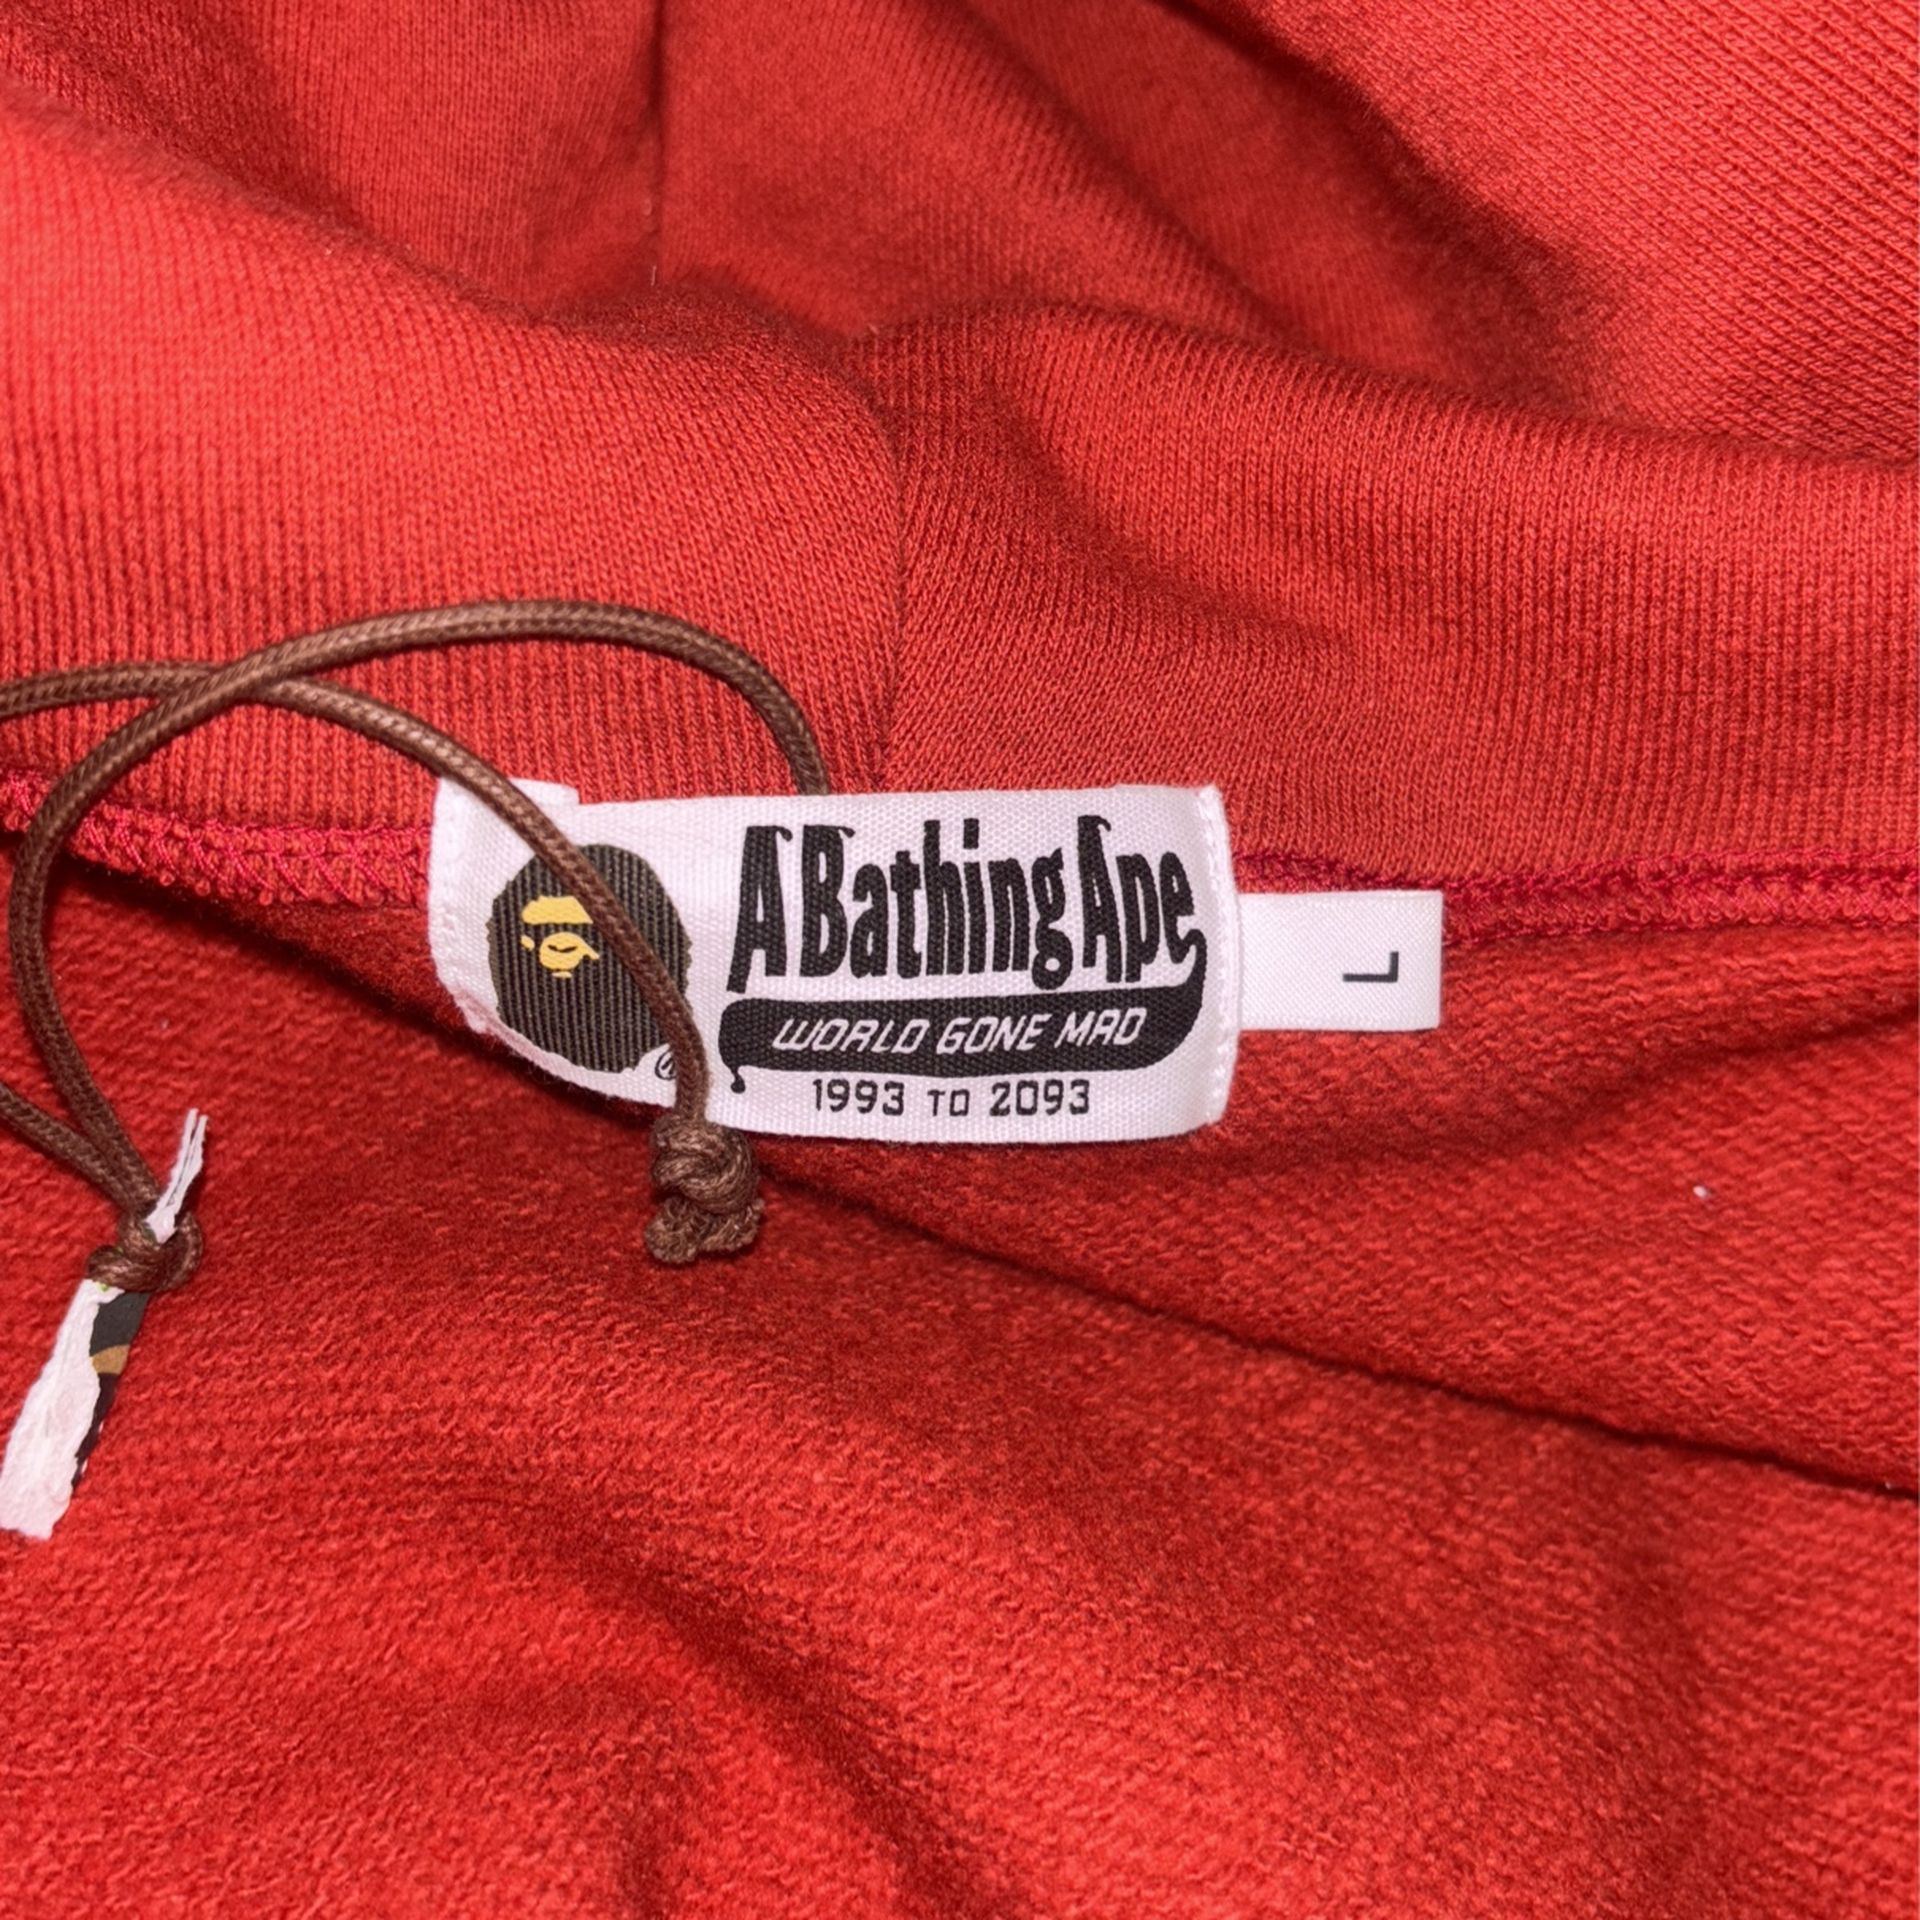 A Bathing Ape
WORLD GONE MAD
1993 TO 2093
L
®